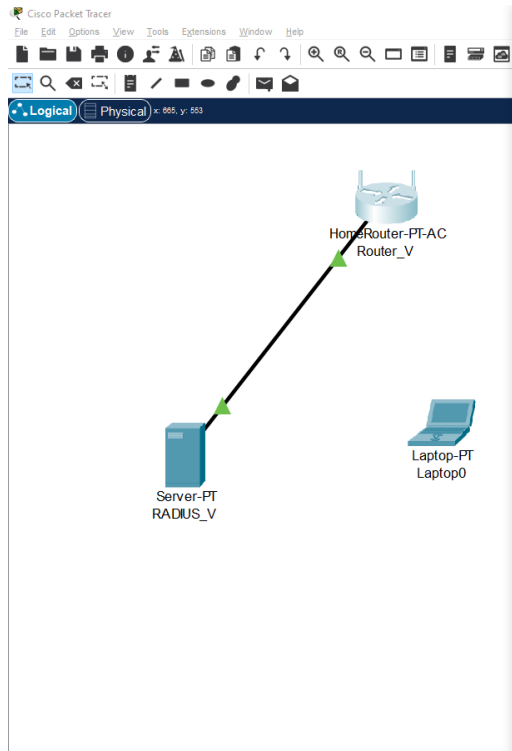 Cisco Packet Tracer
File Edit Options View Tools Extensions Window Help
Logical Physical x: 665, y: 553
HomeRouter-PT-AC
Router_V
Laptop-PT
Laptop0
Server-PT
RADIUS_V